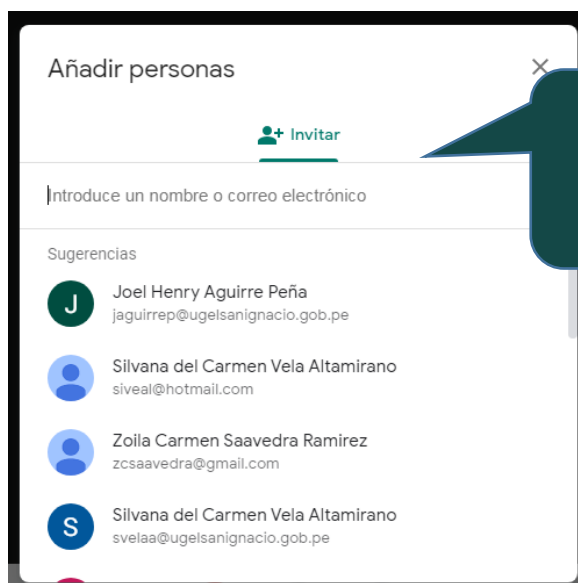 Añadir personas
Invitar
Introduce un nombre o correo electrónico
Sugerencias
J
Joel Henry Aguirre Peña
jaguirrep@ugelsanignacio.gob.pe
Silvana del Carmen Vela Altamirano
siveal@hotmail.com
Zoila Carmen Saavedra Ramirez
zcsaavedra@gmail.com
S
Silvana del Carmen Vela Altamirano
svelaa@ugelsanignacio.gob.pe